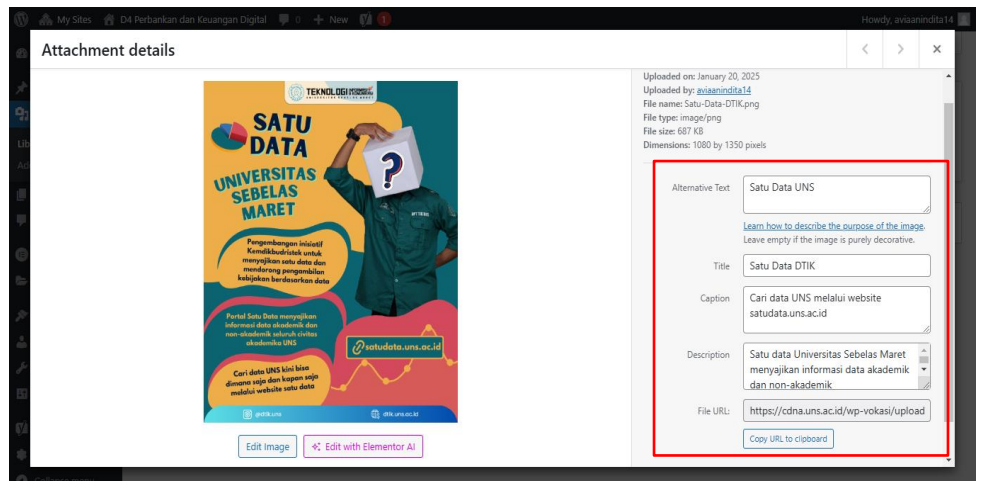 My Sites D4 Perbankan dan Keuangan Digital 0 + New 1 Howdy, aviaanindita14
Attachment details
TEKNOLOGI
SATU
DATA
UNIVERSITAS
SEBELAS
MARET
?
Pengembangan inisiatif
Kemdikbudristek untuk
menyajikan satu data dan
mendorong pengambilan
kebijakan berdasarkan data
Portal Satu Data menyajikan
informasi data akademik dan
non-akademik seluruh civitas
akademika UNS
satudata.uns.ac.id
Cari data UNS kini bisa
dimana saja dan kapan saja
melalui website satu data
@dtik.uns
dtik.uns.ac.id
Edit Image
Edit with Elementor AI
Uploaded on: January 20, 2025
Uploaded by: aviaanindita14
File name: Satu-Data-DTIK.png
File type: image/png
File size: 687 KB
Dimensions: 1080 by 1350 pixels
Alternative Text
Satu Data UNS
Learn how to describe the purpose of the image.
Leave empty if the image is purely decorative.
Title
Satu Data DTIK
Caption
Cari data UNS melalui website
satudata.uns.ac.id
Description
Satu data Universitas Sebelas Maret
menyajikan informasi data akademik
dan non-akademik
File URL:
https://cdna.uns.ac.id/wp-vokasi/upload
Copy URL to clipboard